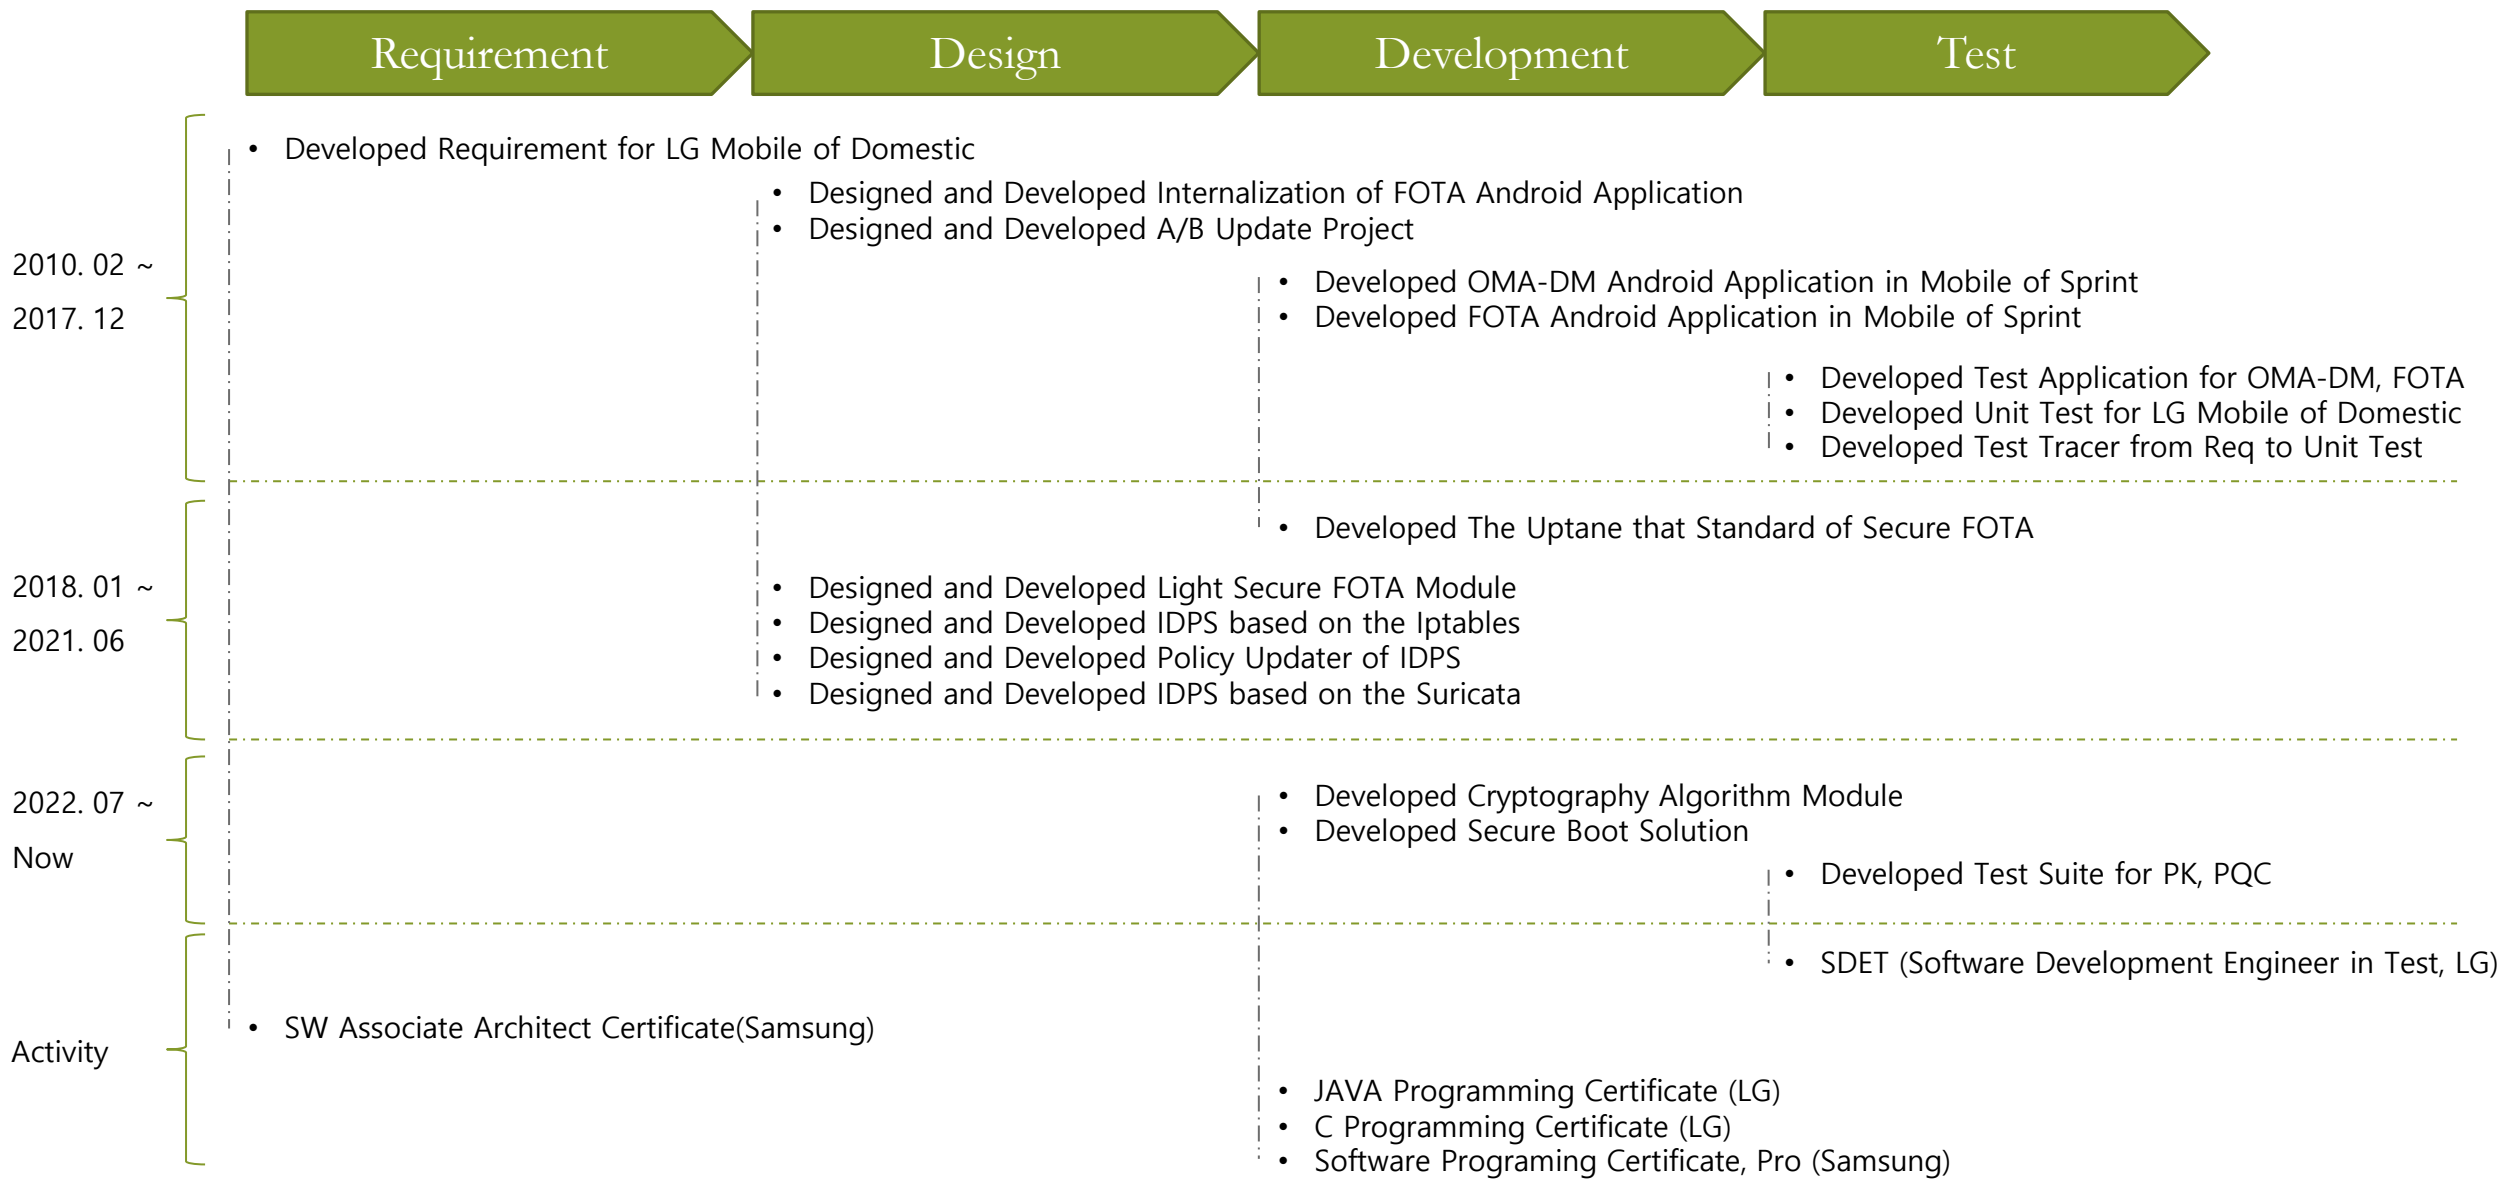 Requirement
Design
Development
Test
2010. 02 ~
2017. 12
• Developed Requirement for LG Mobile of Domestic
• Designed and Developed Internalization of FOTA Android Application
• Designed and Developed A/B Update Project
• Developed OMA-DM Android Application in Mobile of Sprint
• Developed FOTA Android Application in Mobile of Sprint
• Developed Test Application for OMA-DM, FOTA
• Developed Unit Test for LG Mobile of Domestic
• Developed Test Tracer from Req to Unit Test
2018. 01 ~
2021. 06
• Developed The Uptane that Standard of Secure FOTA
• Designed and Developed Light Secure FOTA Module
• Designed and Developed IDPS based on the Iptables
• Designed and Developed Policy Updater of IDPS
• Designed and Developed IDPS based on the Suricata
2022. 07 ~
Now
• Developed Cryptography Algorithm Module
• Developed Secure Boot Solution
• Developed Test Suite for PK, PQC
Activity
• SDET (Software Development Engineer in Test, LG)
• SW Associate Architect Certificate(Samsung)
• JAVA Programming Certificate (LG)
• C Programming Certificate (LG)
• Software Programing Certificate, Pro (Samsung)